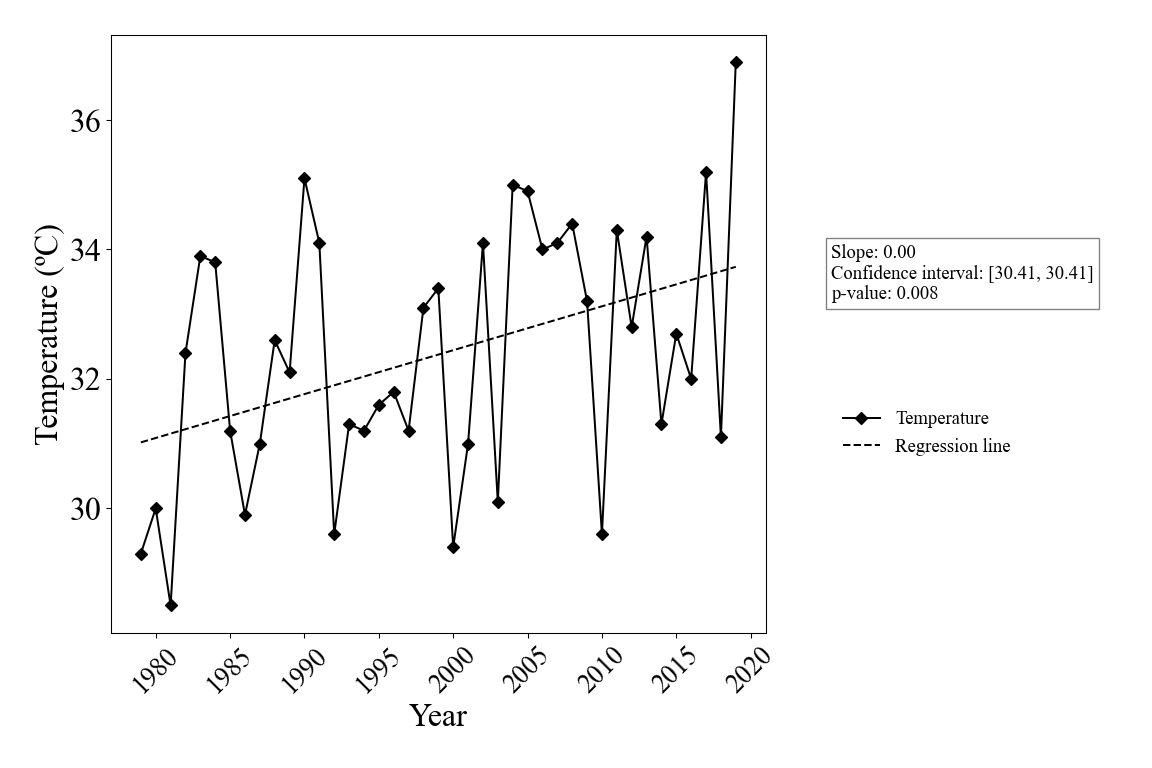 36
34
32
30
Temperature (ºC)
1980
1985
1990
1995
2000
2005
2010
2015
2020
Year
Slope: 0.00
Confidence interval: [30.41, 30.41]
p-value: 0.008
Temperature
Regression line